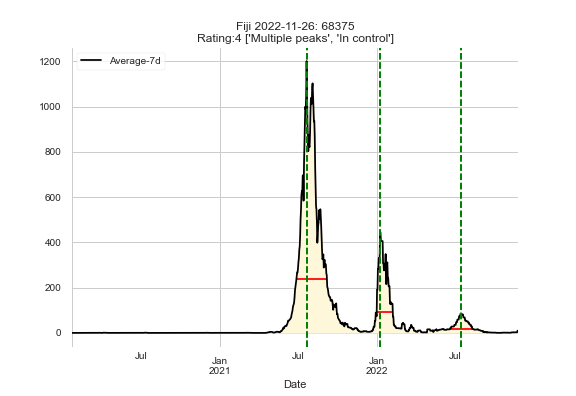 Fiji 2022-11-26: 68375
Rating:4 ['Multiple peaks', 'In control']
Average-7d
1200
1000
800
600
400
200
0
Jul
Jan
2021
Jul
Jan
2022
Jul
Date